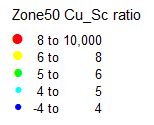 Zone50 Cu_Sc ratio
8 to 10,000
6 to 8
5 to 6
4 to 5
-4 to 4